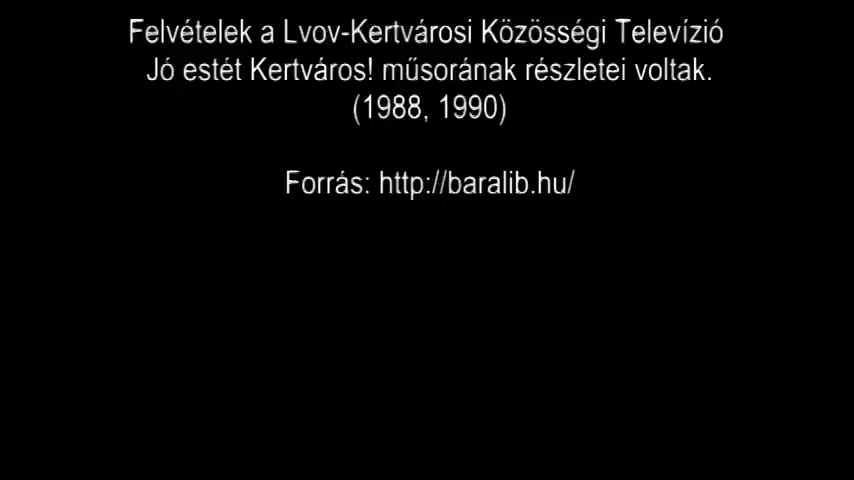 Felvételek a Lvov-Kertvárosi Közösségi Televízió
Jó estét Kertváros! műsorának részletei voltak.
(1988, 1990)
Forrás: http://baralib.hu/